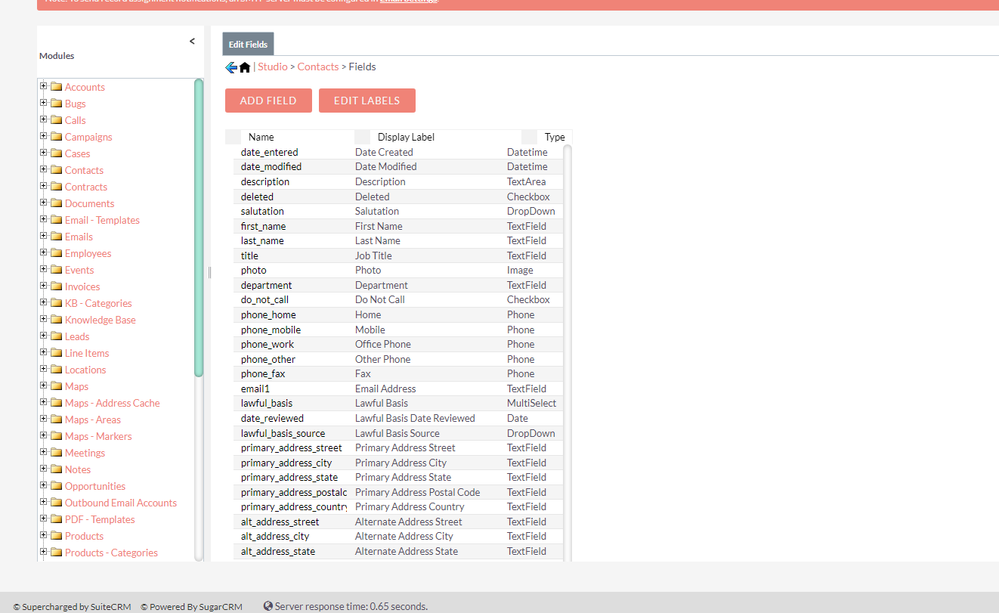 Note: To send record assignment notifications, an SMTP server must be configured in Email Settings.
<
Modules
Accounts
Bugs
Calls
Campaigns
Cases
Contacts
Contracts
Documents
Email - Templates
Emails
Employees
Events
Invoices
KB - Categories
Knowledge Base
Leads
Line Items
Locations
Maps
Maps - Address Cache
Maps - Areas
Maps - Markers
Meetings
Notes
Opportunities
Outbound Email Accounts
PDF - Templates
Products
Products - Categories
Edit Fields
| Studio > Contacts > Fields
ADD FIELD EDIT LABELS
Name Display Label Type
date_entered Date Created Datetime
date_modified Date Modified Datetime
description Description TextArea
deleted Deleted Checkbox
salutation Salutation DropDown
first_name First Name TextField
last_name Last Name TextField
title Job Title TextField
photo Photo Image
department Department TextField
do_not_call Do Not Call Checkbox
phone_home Home Phone
phone_mobile Mobile Phone
phone_work Office Phone Phone
phone_other Other Phone Phone
phone_fax Fax Phone
email1 Email Address TextField
lawful_basis Lawful Basis MultiSelect
date_reviewed Lawful Basis Date Reviewed Date
lawful_basis_source Lawful Basis Source DropDown
primary_address_street Primary Address Street TextField
primary_address_city Primary Address City TextField
primary_address_state Primary Address State TextField
primary_address_postalc Primary Address Postal Code TextField
primary_address_country Primary Address Country TextField
alt_address_street Alternate Address Street TextField
alt_address_city Alternate Address City TextField
alt_address_state Alternate Address State TextField
© Supercharged by SuiteCRM © Powered By SugarCRM Server response time: 0.65 seconds.